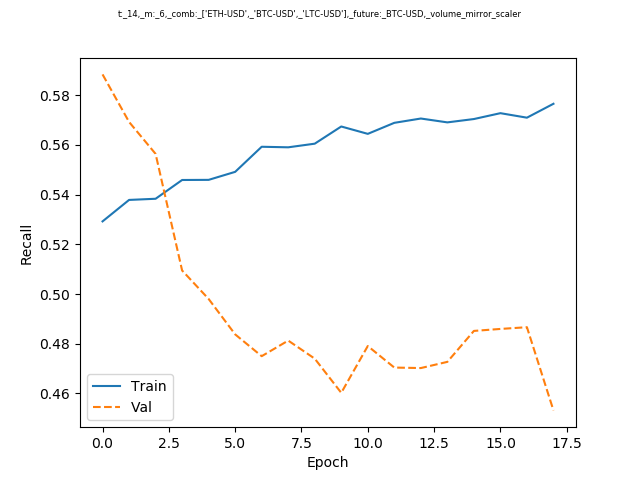 t:_14,_m:_6,_comb:_['ETH-USD',_'BTC-USD',_'LTC-USD'],_future:_BTC-USD,_volume_mirror_scaler
0.58
0.56
0.54
0.52
0.50
0.48
0.46
Recall
Train
Val
0.0 2.5 5.0 7.5 10.0 12.5 15.0 17.5
Epoch